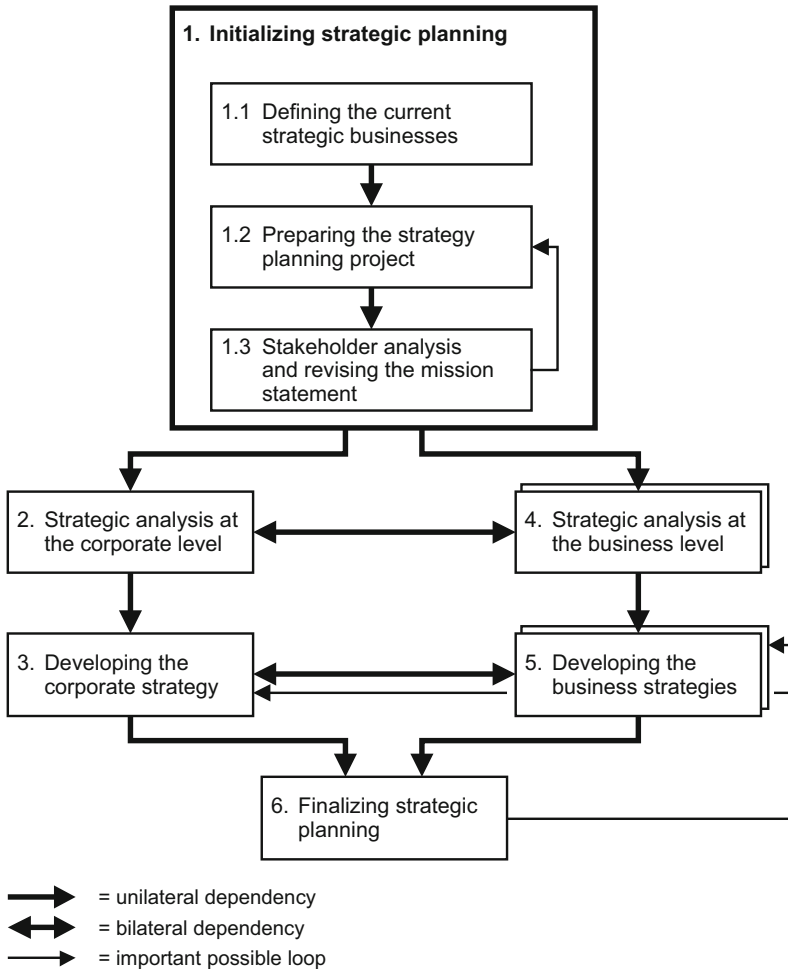 1. Initializing strategic planning
1.1 Defining the current
strategic businesses
1.2 Preparing the strategy
planning project
1.3 Stakeholder analysis
and revising the mission
statement
2. Strategic analysis at
the corporate level
4. Strategic analysis at
the business level
3. Developing the
corporate strategy
5. Developing the
business strategies
6. Finalizing strategic
planning
= unilateral dependency
= bilateral dependency
= important possible loop